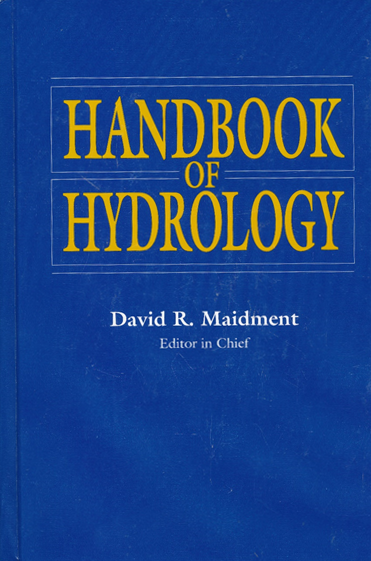 HANDBOOK
OF
HYDROLOGY
David R. Maidment
Editor in Chief